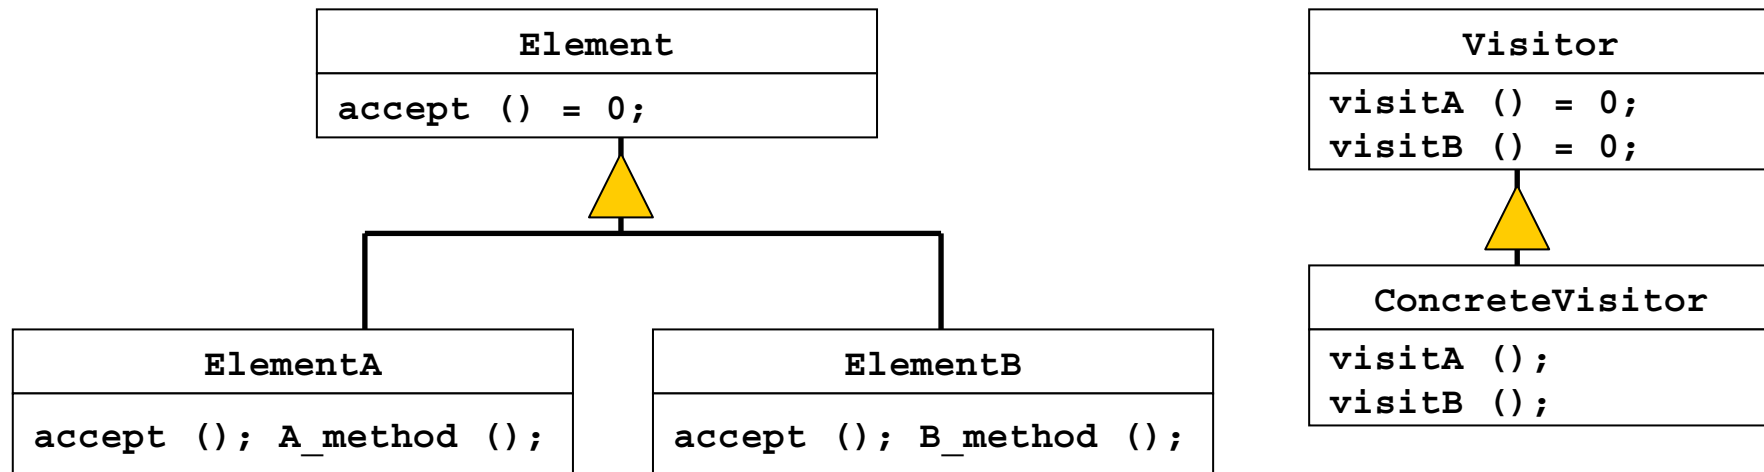 Element
accept () = 0;
Visitor
visitA () = 0;
visitB () = 0;
ElementA
accept (); A_method ();
ElementB
accept (); B_method ();
ConcreteVisitor
visitA ();
visitB ();